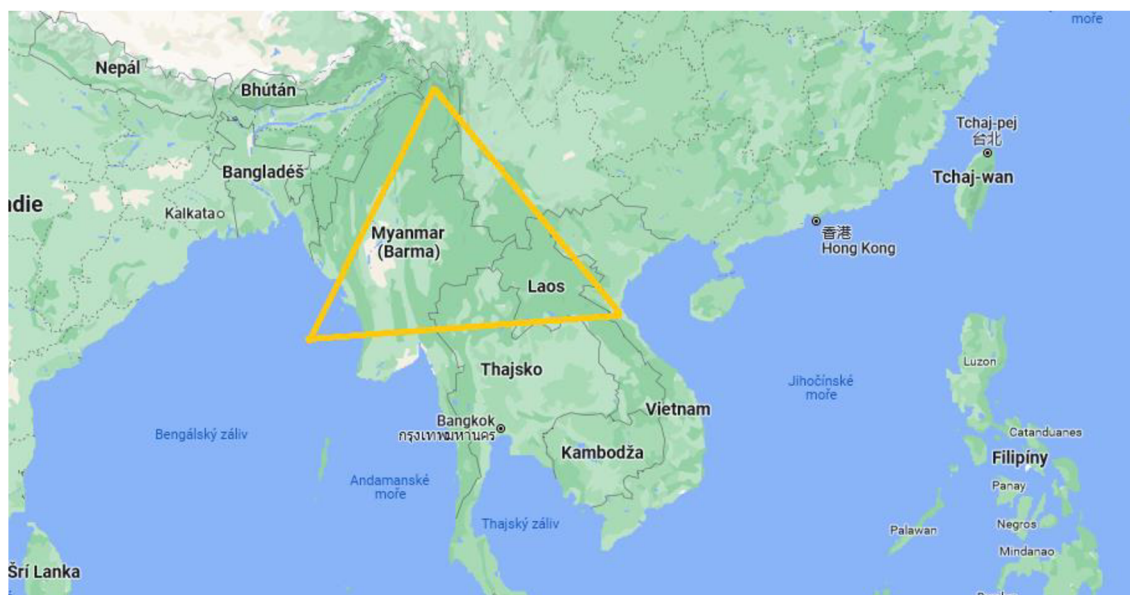 moře
Nepál
Bhútán
Tchaj-pej
台北
Bangladéš
Tchaj-wan
ndie
Kalkata
Myanmar
(Barma)
香港
Hong Kong
Laos
Luzon
Thajsko
Jihočínské
moře
Vietnam
Bangkok
กรุงเทพมหานคร
Bengálský záliv
Catanduanes
Kambodža
Filipíny
Andamanské
moře
Panay
Thajský záliv
Negros
Palawan
Mindanao
Šrí Lanka